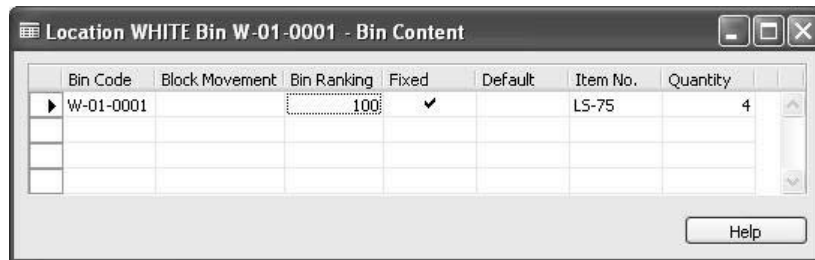 Location WHITE Bin W-01-0001 - Bin Content
Bin Code Block Movement Bin Ranking Fixed Default Item No. Quantity
W-01-0001 100 LS-75 4
Help